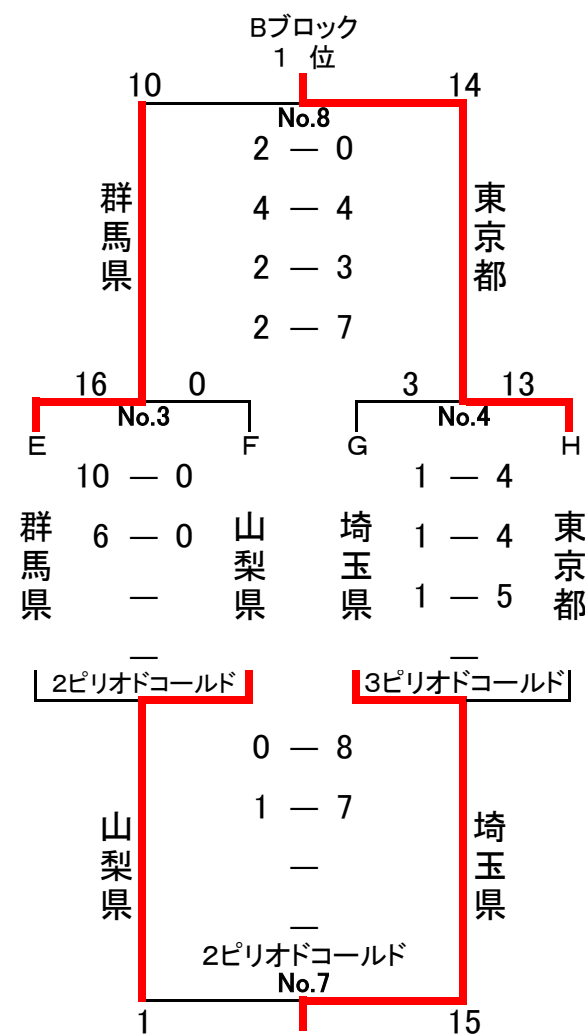 Bブロック
1 位
10 14
No.8
2 — 0
群馬県 東京都
4 — 4
2 — 3
2 — 7
16 0 3 13
No.3 No.4
E F G H
10 — 0 1 — 4
群馬県 山梨県 埼玉県 東京都
6 — 0 1 — 4
— 1 — 5
— —
2ピリオドコールド 3ピリオドコールド
0 — 8
1 — 7
山梨県 埼玉県
—
—
2ピリオドコールド
No.7
1 15